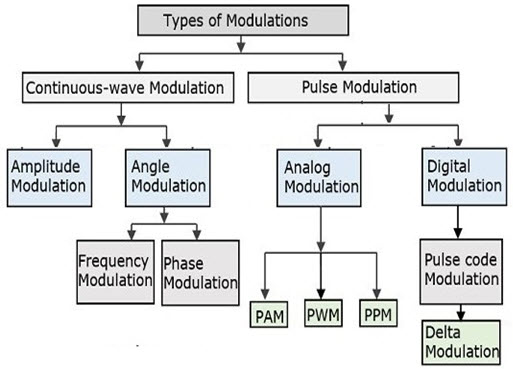 Types of Modulations
Continuous-wave Modulation
Pulse Modulation
Amplitude
Modulation
Angle
Modulation
Analog
Modulation
Digital
Modulation
Frequency
Modulation
Phase
Modulation
Pulse code
Modulation
PAM
PWM
PPM
Delta
Modulation